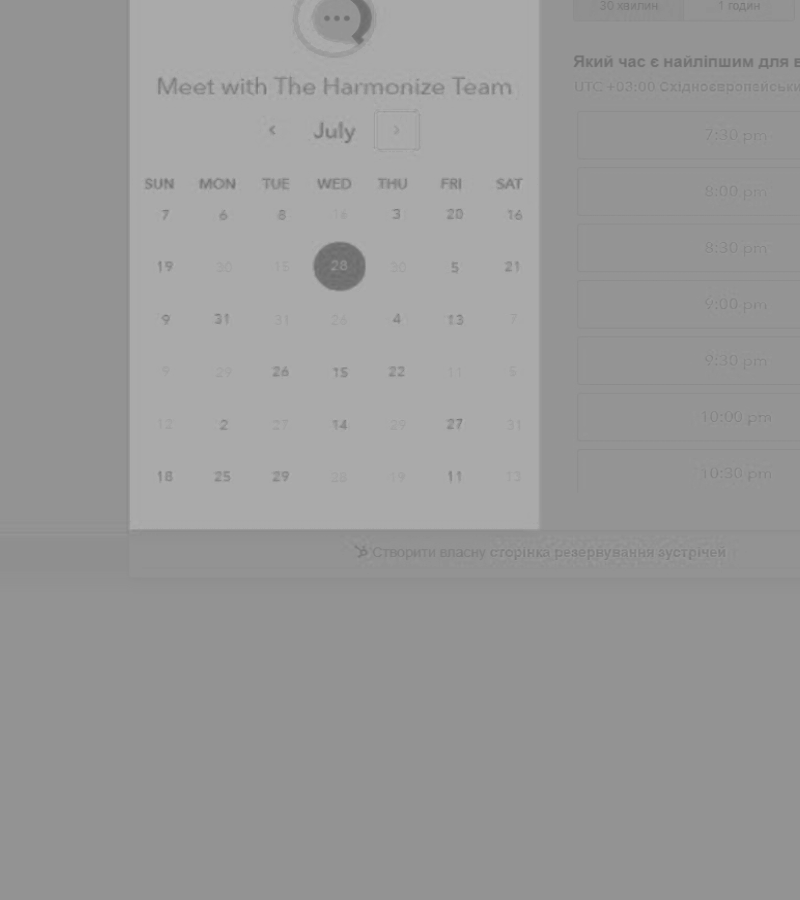 30 хвилин 1 годин
Meet with The Harmonize Team
‹ July ›
SUN MON TUE WED THU FRI SAT
7 6 8 16 3 20 16
19 30 15 28 30 5 21
9 31 31 26 4 13 7
9 29 26 15 22 11 5
12 2 27 14 29 27 31
18 25 29 28 19 11 13
Який час є найліпшим для в
UTC +03:00 Східноєвропейськи
7:30 pm
8:00 pm
8:30 pm
9:00 pm
9:30 pm
10:00 pm
10:30 pm
Створити власну сторінка резервування зустрічей